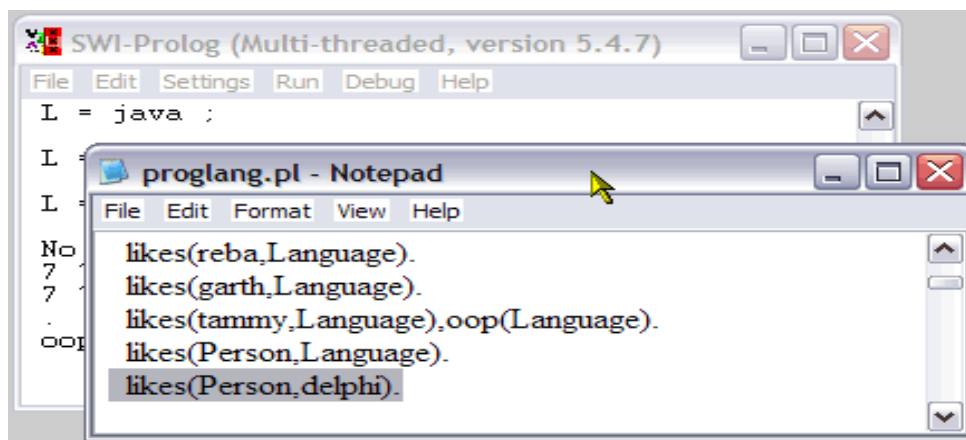 SWI-Prolog (Multi-threaded, version 5.4.7)
File Edit Settings Run Debug Help
L = java ;
L
L
No
7
7
.
proglang.pl - Notepad
File Edit Format View Help
likes(reba,Language).
likes(garth,Language).
likes(tammy,Language),oop(Language).
likes(Person,Language).
likes(Person,delphi).